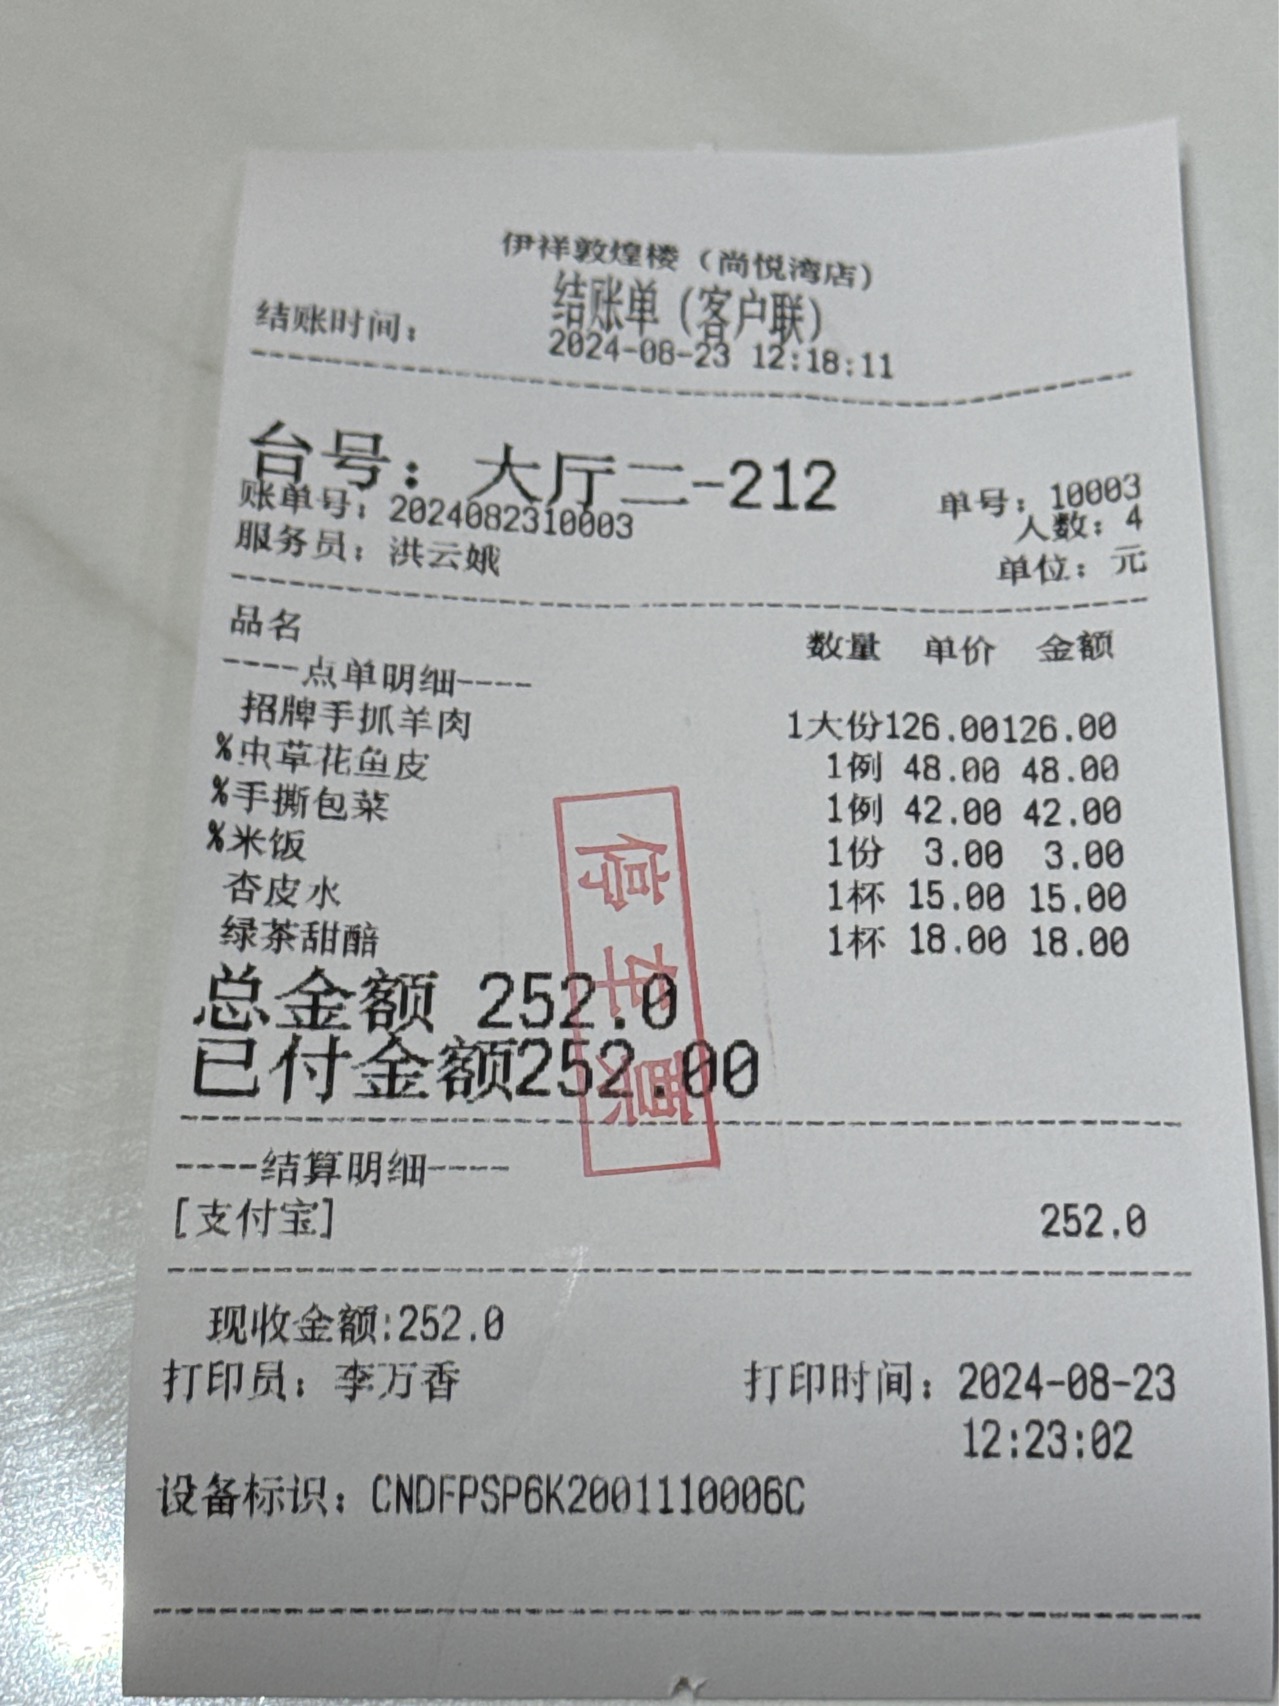 伊祥敦煌楼（尚悦湾店）
结账单（客户联）
结账时间： 2024-08-23 12:18:11
台号：大厅二-212
单号：10003
账单号：2024082310003 人数：4
服务员：洪云娥 单位：元
品名 数量 单价 金额
----点单明细----
招牌手抓羊肉 1大份126.00126.00
%虫草花鱼皮 1例 48.00 48.00
%手撕包菜 1例 42.00 42.00
%米饭 1份 3.00 3.00
杏皮水 1杯 15.00 15.00
绿茶甜醅 1杯 18.00 18.00
总金额 252.0
已付金额252.00
停车票
----结算明细----
[支付宝] 252.0
现收金额:252.0
打印员：李万香 打印时间：2024-08-23
12:23:02
设备标识：CNDFPSP6K2001110006C